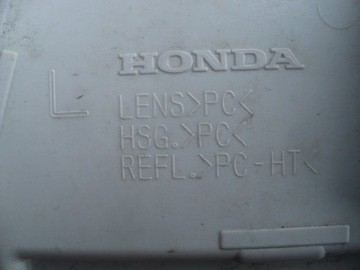 HONDA
L
LENS>PC<
HSG.>PC<
REFL.>PC-HT<